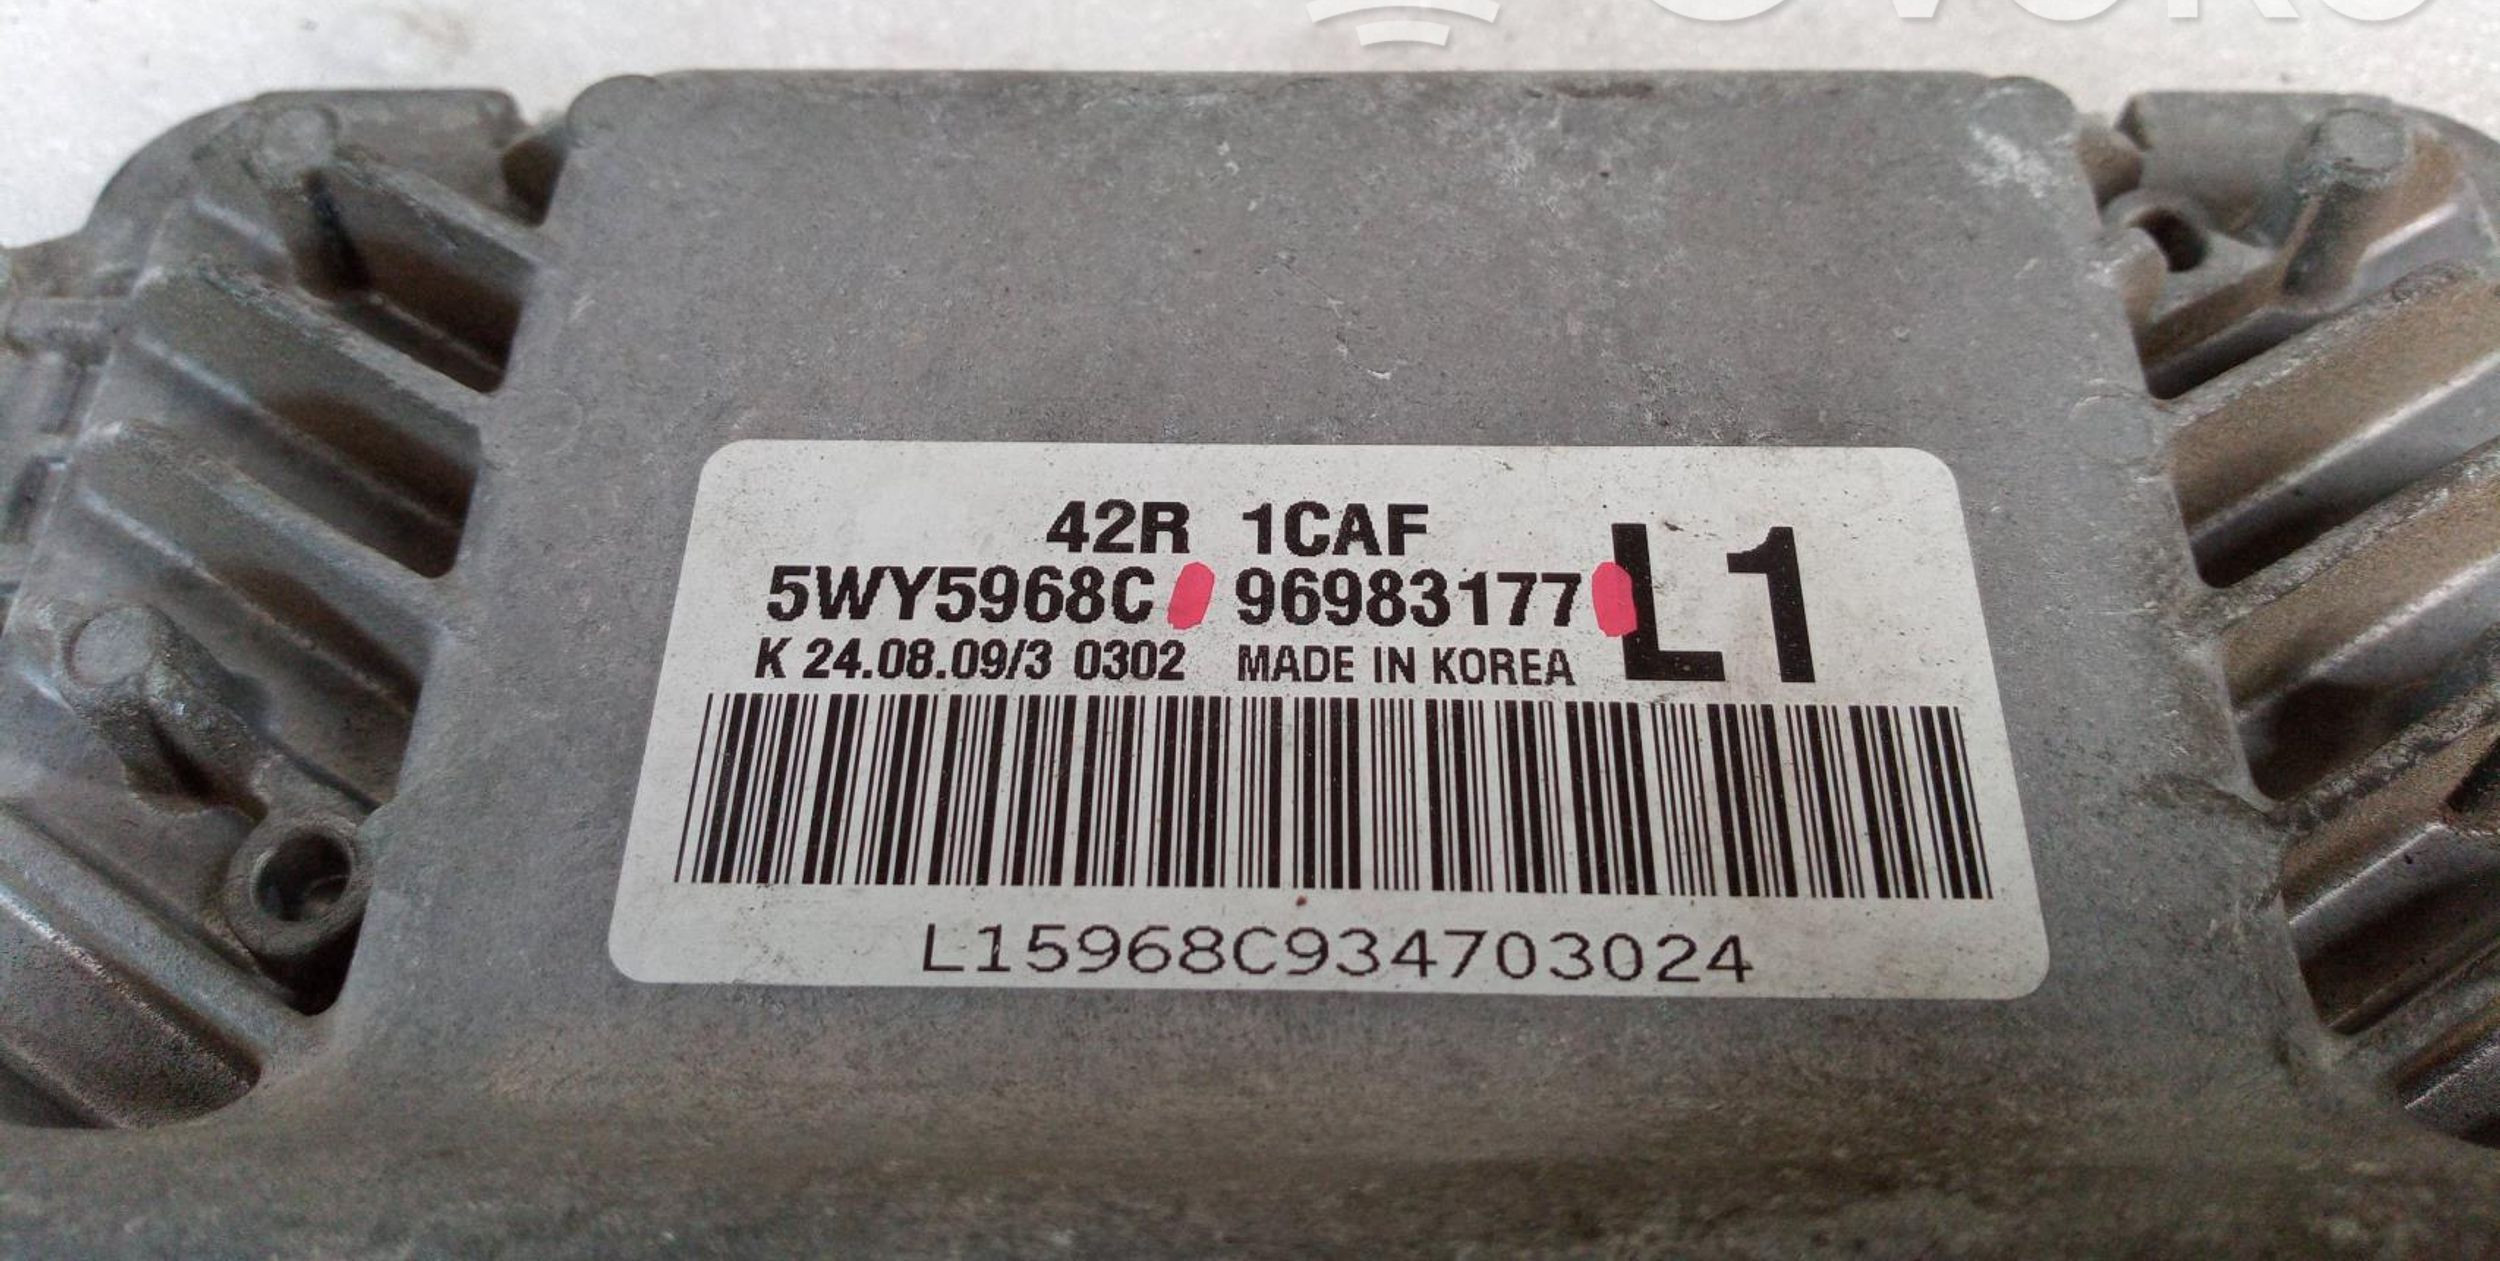 42R 1CAF
5WY5968C 96983177 L1
K 24.08.09/3 0302 MADE IN KOREA
L15968C934703024